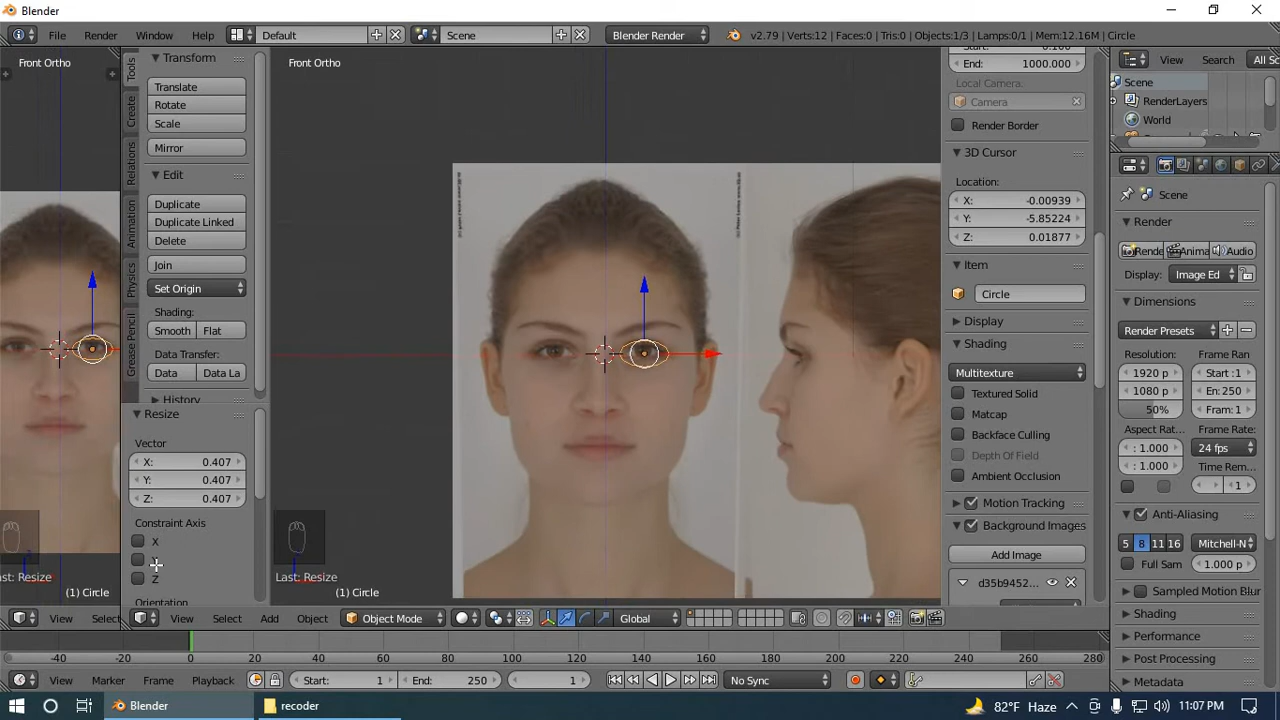 Blender
File Render Window Help Default Scene Blender Render v2.79 | Verts:12 | Faces:0 | Tris:0 | Objects:1/3 | Lamps:0/1 | Mem:12.16M | Circle
Front Ortho
Tools
Create
Relations
Animation
Physics
Grease Pencil
Transform
Translate
Rotate
Scale
Mirror
Edit
Duplicate
Duplicate Linked
Delete
Join
Set Origin
Shading:
Smooth Flat
Data Transfer:
Data Data La
History
Resize
Vector
X: 0.407
Y: 0.407
Z: 0.407
Constraint Axis
X
Z
Orientation
ast: Resize
(1) Circle
Front Ortho
Last: Resize
(1) Circle
End: 1000.000
Local Camera:
Camera
Render Border
3D Cursor
Location:
X: -0.00939
Y: -5.85224
Z: 0.01877
Item
Circle
Display
Shading
Multitexture
Textured Solid
Matcap
Backface Culling
Depth Of Field
Ambient Occlusion
Motion Tracking
Background Images
Add Image
d35b9452..
View Search All Sc
Scene
RenderLayers
World
Scene
Render
Rende Anima Audio
Display: Image Ed
Dimensions
Render Presets
Resolution: Frame Ran
1920 p Start :1
1080 p En: 250
50% Fram: 1
Aspect Rat... Frame Rate:
: 1.000 24 fps
: 1.000 Time Rem...
1
Anti-Aliasing
5 8 11 16 Mitchell-N
Full Sam 1.000 p
Sampled Motion Blur
Shading
Performance
Post Processing
Metadata
View Select View Select Add Object Object Mode Global
-40 -20 0 20 40 60 80 100 120 140 160 180 200 220 240 260 280
View Marker Frame Playback Start: 1 End: 250 1 No Sync
Blender recoder 82°F Haze 11:07 PM